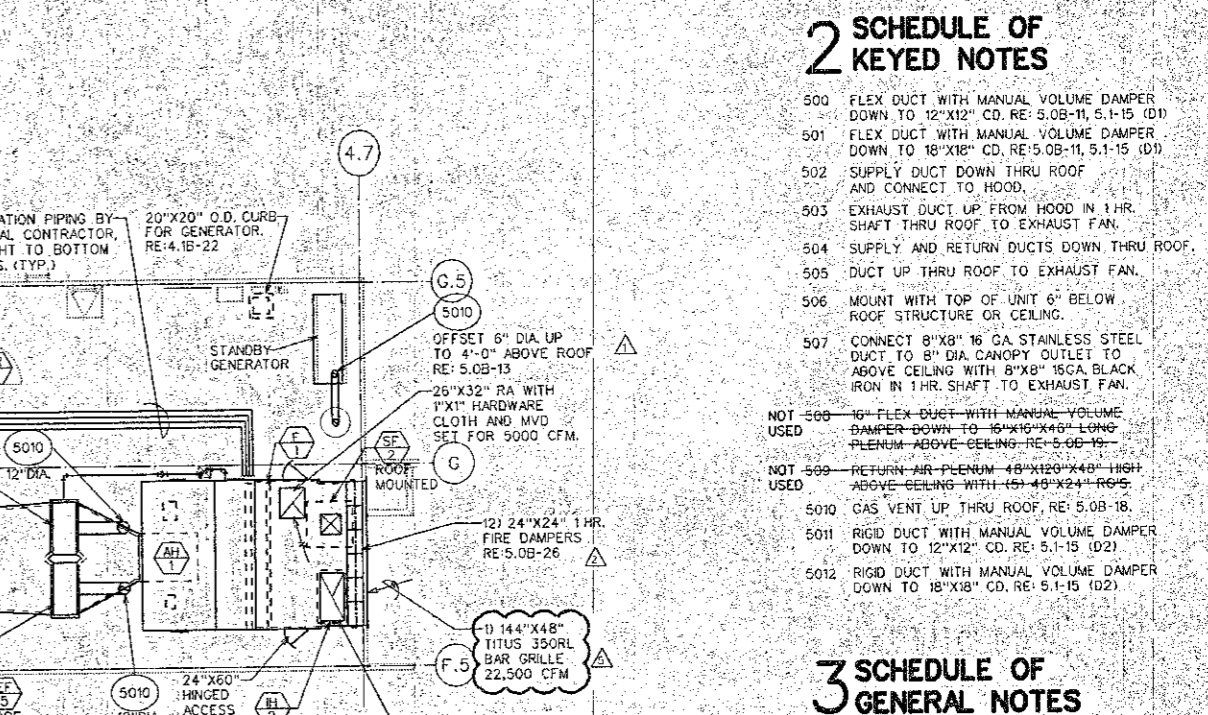 ATION PIPING BY
AL CONTRACTOR,
HT TO BOTTOM
S. (TYP.)
20"X20" O.D. CURB
FOR GENERATOR.
RE:4.1B-22
4.7
G.5
5010
STANDBY
GENERATOR
OFFSET 6" DIA. UP
TO 4'-0" ABOVE ROOF
RE: 5.0B-13
1
26"X32" RA WITH
1"X1" HARDWARE
CLOTH AND MVD
SET FOR 5000 CFM.
5010
12"DIA.
F
1
SF
2
ROOF
MOUNTED
G
AH
1
(2) 24"X24" 1 HR.
FIRE DAMPERS
RE:5.0B-26
2
1) 144"X48"
TITUS 350RL
BAR GRILLE
22,500 CFM
5
F.5
EF
5
5010
24"X60"
HINGED
ACCESS
IH
2 SCHEDULE OF
KEYED NOTES
500 FLEX DUCT WITH MANUAL VOLUME DAMPER
DOWN TO 12"X12" CD. RE: 5.0B-11, 5.1-15 (D1)
501 FLEX DUCT WITH MANUAL VOLUME DAMPER
DOWN TO 18"X18" CD. RE:5.0B-11, 5.1-15 (D1)
502 SUPPLY DUCT DOWN THRU ROOF
AND CONNECT TO HOOD.
503 EXHAUST DUCT UP FROM HOOD IN 1 HR.
SHAFT THRU ROOF TO EXHAUST FAN.
504 SUPPLY AND RETURN DUCTS DOWN THRU ROOF.
505 DUCT UP THRU ROOF TO EXHAUST FAN.
506 MOUNT WITH TOP OF UNIT 6" BELOW
ROOF STRUCTURE OR CEILING.
507 CONNECT 8"X8" 16 GA. STAINLESS STEEL
DUCT TO 8" DIA. CANOPY OUTLET TO
ABOVE CEILING WITH 8"X8" 16GA. BLACK
IRON IN 1 HR. SHAFT TO EXHAUST FAN.
NOT USED 508 16" FLEX DUCT WITH MANUAL VOLUME
DAMPER DOWN TO 16"X16"X46" LONG
PLENUM ABOVE CEILING. RE: 5.0D-19.
NOT USED 509 RETURN AIR PLENUM 48"X120"X48" HIGH
ABOVE CEILING WITH (5) 48"X24" RG'S.
5010 GAS VENT UP THRU ROOF, RE: 5.0B-18.
5011 RIGID DUCT WITH MANUAL VOLUME DAMPER
DOWN TO 12"X12" CD. RE: 5.1-15 (D2)
5012 RIGID DUCT WITH MANUAL VOLUME DAMPER
DOWN TO 18"X18" CD. RE: 5.1-15 (D2)
3 SCHEDULE OF
GENERAL NOTES